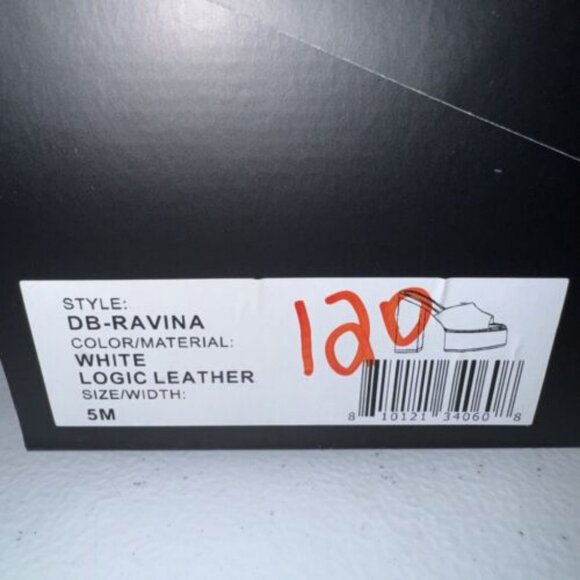 STYLE:
DB-RAVINA
COLOR/MATERIAL:
WHITE
LOGIC LEATHER
SIZE/WIDTH:
5M
120
8 10121 34060 8